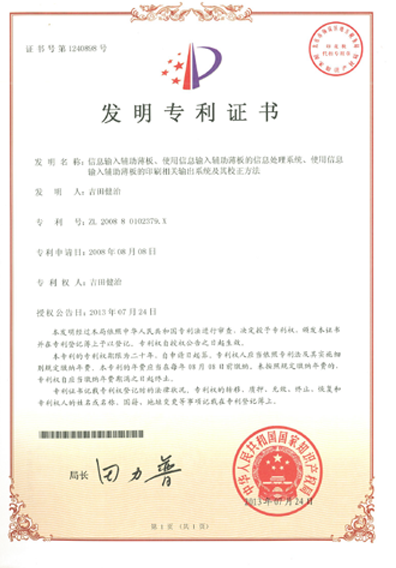 证书号第1240898号
发明专利证书
发明名称：信息输入辅助薄板、使用信息输入辅助薄板的信息处理系统、使用信息
输入辅助薄板的印刷相关输出系统及其校正方法
发明人：吉田健治
专利号：ZL 2008 8 0102379.X
专利申请日：2008年08月08日
专利权人：吉田健治
授权公告日：2013年07月24日
本发明经过本局依照中华人民共和国专利法进行审查，决定授予专利权，颁发本证书
并在专利登记簿上予以登记。专利权自授权公告之日起生效。
本专利的专利权期限为二十年，自申请日起算。专利权人应当依照专利法及其实施细
则规定缴纳年费。本专利的年费应当在每年08月08日前缴纳。未按照规定缴纳年费的，
专利权自应当缴纳年费期满之日起终止。
专利证书记载专利权登记时的法律状况。专利权的转移、质押、无效、终止、恢复和
专利权人的姓名或名称、国籍、地址变更等事项记载在专利登记簿上。
局长 田力普
中华人民共和国国家知识产权局
2013年07月24日
第1页（共1页）